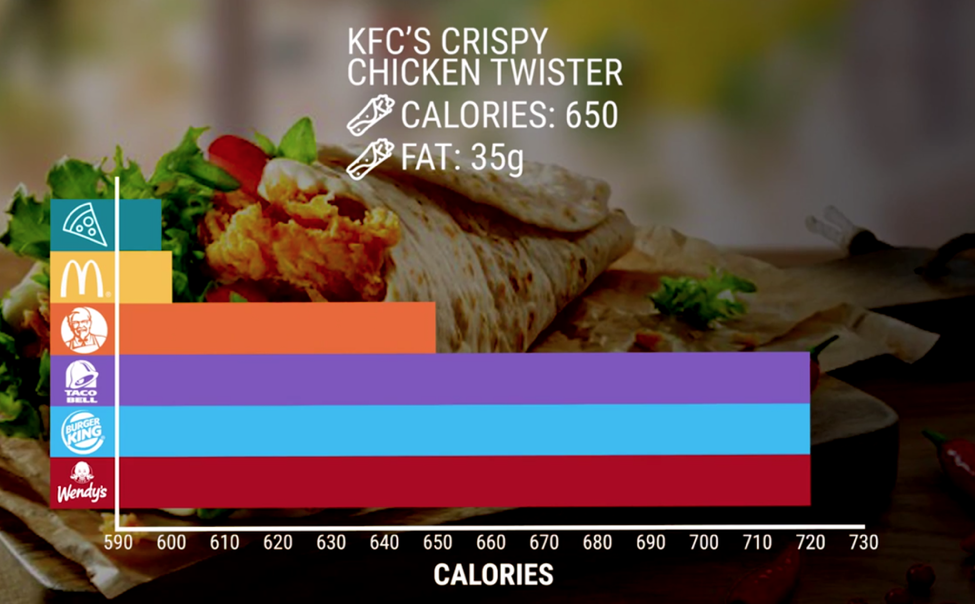 KFC'S CRISPY
CHICKEN TWISTER
CALORIES: 650
FAT: 35g
TACO
BELL
BURGER
KING
Wendy's
590 600 610 620 630 640 650 660 670 680 690 700 710 720 730
CALORIES